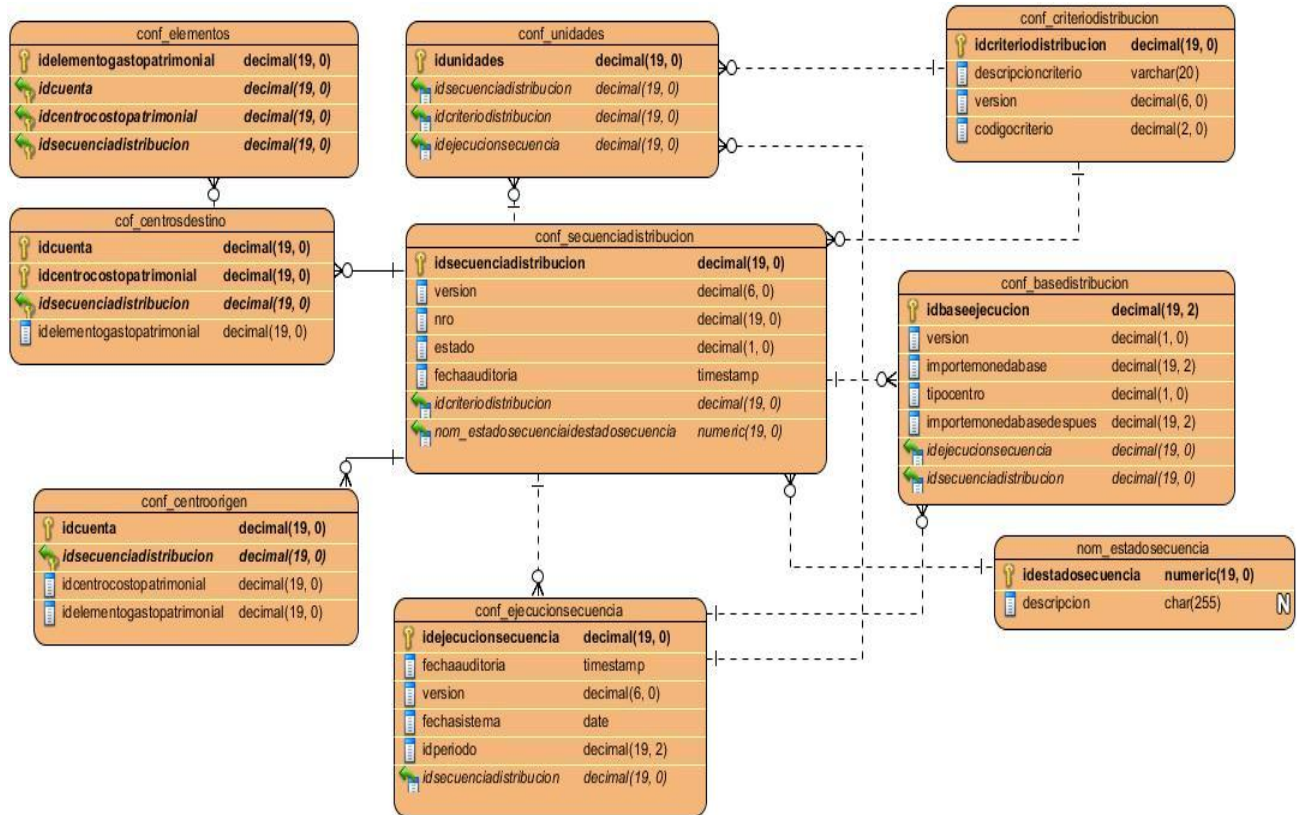 conf_elementos
idelementogastopatrimonial decimal(19, 0)
idcuenta decimal(19, 0)
idcentrocostopatrimonial decimal(19, 0)
idsecuenciadistribucion decimal(19, 0)
conf_unidades
idunidades decimal(19, 0)
idsecuenciadistribucion decimal(19, 0)
idcriteriodistribucion decimal(19, 0)
idejecucionsecuencia decimal(19, 0)
conf_criteriodistribucion
idcriteriodistribucion decimal(19, 0)
descripcioncriterio varchar(20)
version decimal(6, 0)
codigocriterio decimal(2, 0)
cof_centrosdestino
idcuenta decimal(19, 0)
idcentrocostopatrimonial decimal(19, 0)
idsecuenciadistribucion decimal(19, 0)
idelementogastopatrimonial decimal(19, 0)
conf_secuenciadistribucion
idsecuenciadistribucion decimal(19, 0)
version decimal(6, 0)
nro decimal(19, 0)
estado decimal(1, 0)
fechaauditoria timestamp
idcriteriodistribucion decimal(19, 0)
nom_estadosecuenciaidestadosecuencia numeric(19, 0)
conf_basedistribucion
idbaseejecucion decimal(19, 2)
version decimal(1, 0)
importemonedabase decimal(19, 2)
tipocentro decimal(1, 0)
importemonedabasedespues decimal(19, 2)
idejecucionsecuencia decimal(19, 0)
idsecuenciadistribucion decimal(19, 0)
conf_centroorigen
idcuenta decimal(19, 0)
idsecuenciadistribucion decimal(19, 0)
idcentrocostopatrimonial decimal(19, 0)
idelementogastopatrimonial decimal(19, 0)
nom_estadosecuencia
idestadosecuencia numeric(19, 0)
descripcion char(255) N
conf_ejecucionsecuencia
idejecucionsecuencia decimal(19, 0)
fechaauditoria timestamp
version decimal(6, 0)
fechasistema date
idperiodo decimal(19, 2)
idsecuenciadistribucion decimal(19, 0)